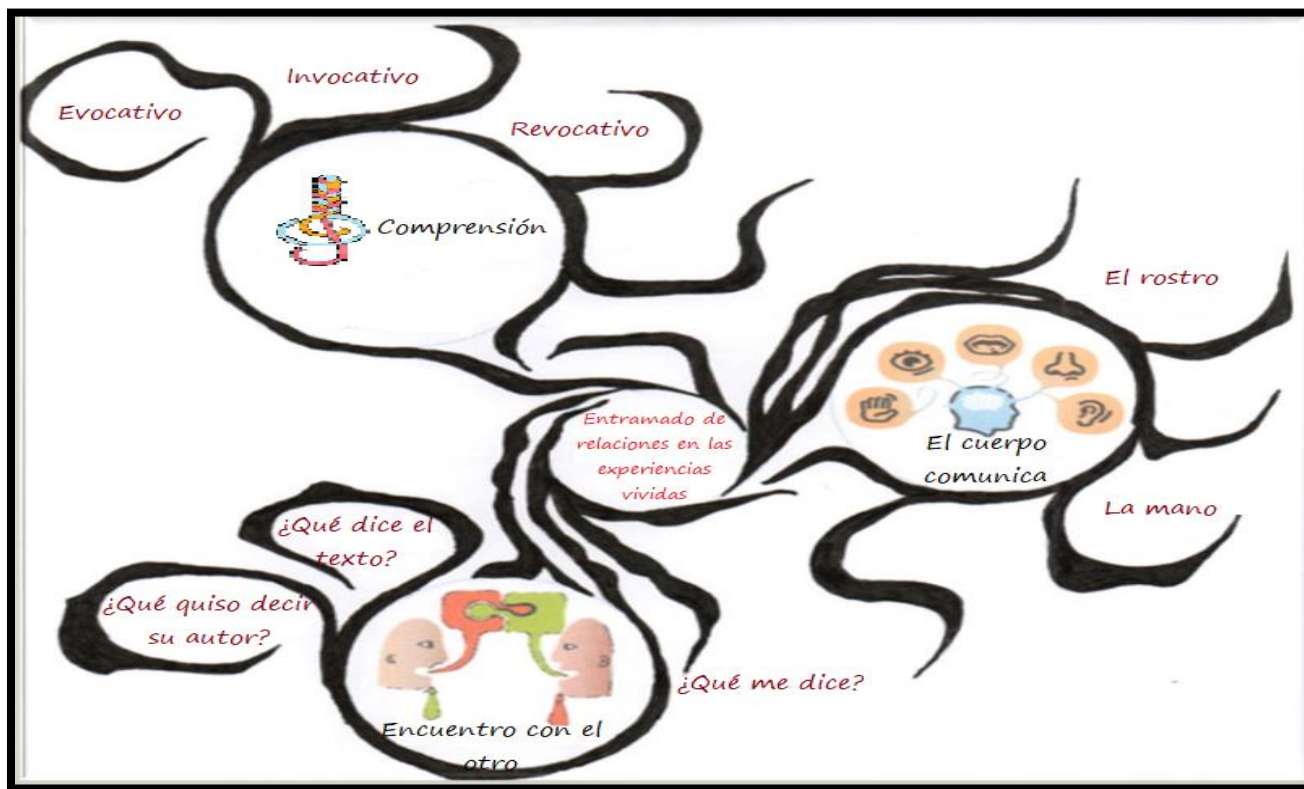 Invocativo
Evocativo
Revocativo
Comprensión
El rostro
El cuerpo
comunica
La mano
Entramado de
relaciones en las
experiencias
vividas
¿Qué dice el
texto?
¿Qué quiso decir
su autor?
¿Qué me dice?
Encuentro con el
otro